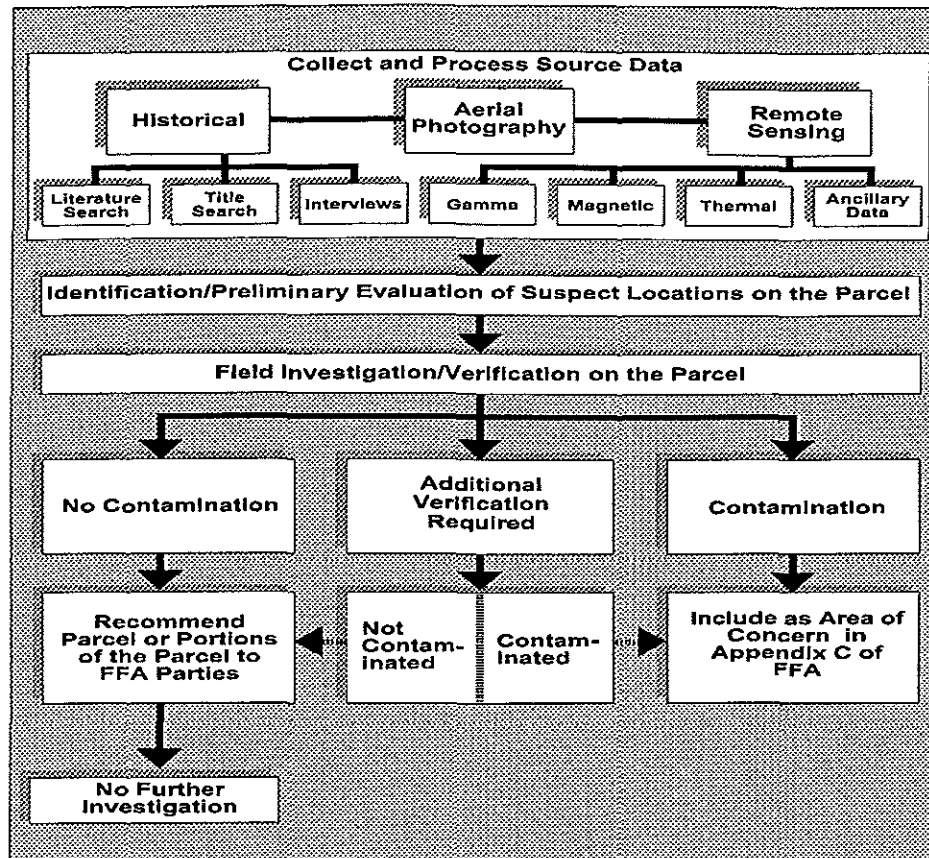 Collect and Process Source Data
Historical
Aerial
Photography
Remote
Sensing
Literature
Search
Title
Search
Interviews
Gamma
Magnetic
Thermal
Ancillary
Data
Identification/Preliminary Evaluation of Suspect Locations on the Parcel
Field Investigation/Verification on the Parcel
No Contamination
Additional
Verification
Required
Contamination
Recommend
Parcel or Portions
of the Parcel to
FFA Parties
Not
Contam-
inated
Contam-
inated
Include as Area of
Concern in
Appendix C of
FFA
No Further
Investigation